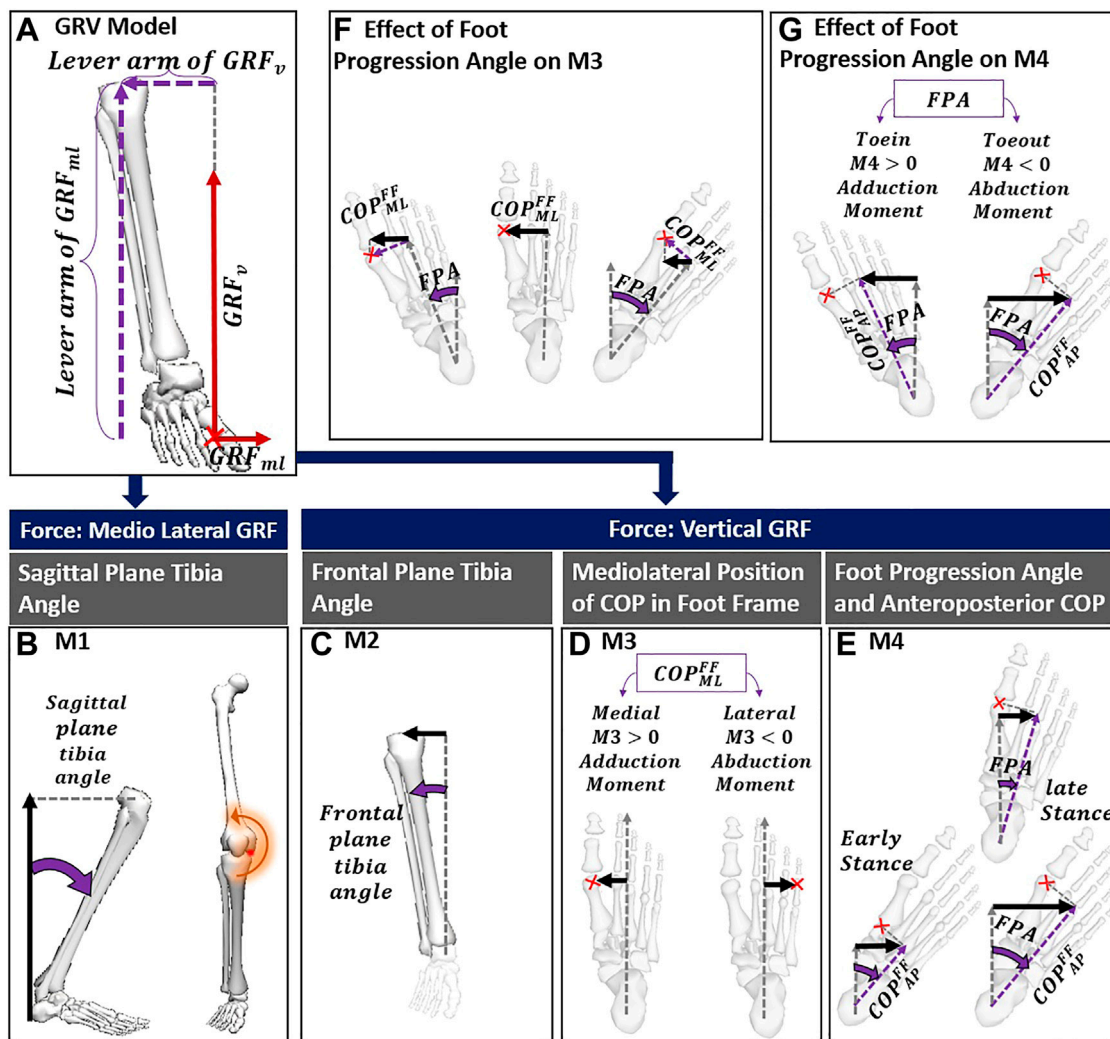 A GRV Model
Lever arm of GRF_v
Lever arm of GRF_ml
GRF_v
GRF_ml
F Effect of Foot
Progression Angle on M3
COP^FF_ML
FPA
COP^FF_ML
COP^FF_ML
FPA
G Effect of Foot
Progression Angle on M4
FPA
Toein
M4 > 0
Adduction
Moment
Toeout
M4 < 0
Abduction
Moment
COP^FF_AP
FPA
FPA
COP^FF_AP
Force: Medio Lateral GRF
Force: Vertical GRF
Sagittal Plane Tibia
Angle
Frontal Plane Tibia
Angle
Mediolateral Position
of COP in Foot Frame
Foot Progression Angle
and Anteroposterior COP
B M1
Sagittal
plane
tibia
angle
C M2
Frontal
plane
tibia
angle
D M3
COP^FF_ML
Medial
M3 > 0
Adduction
Moment
Lateral
M3 < 0
Abduction
Moment
E M4
FPA
late
Stance
Early
Stance
COP^FF_AP
FPA
COP^FF_AP